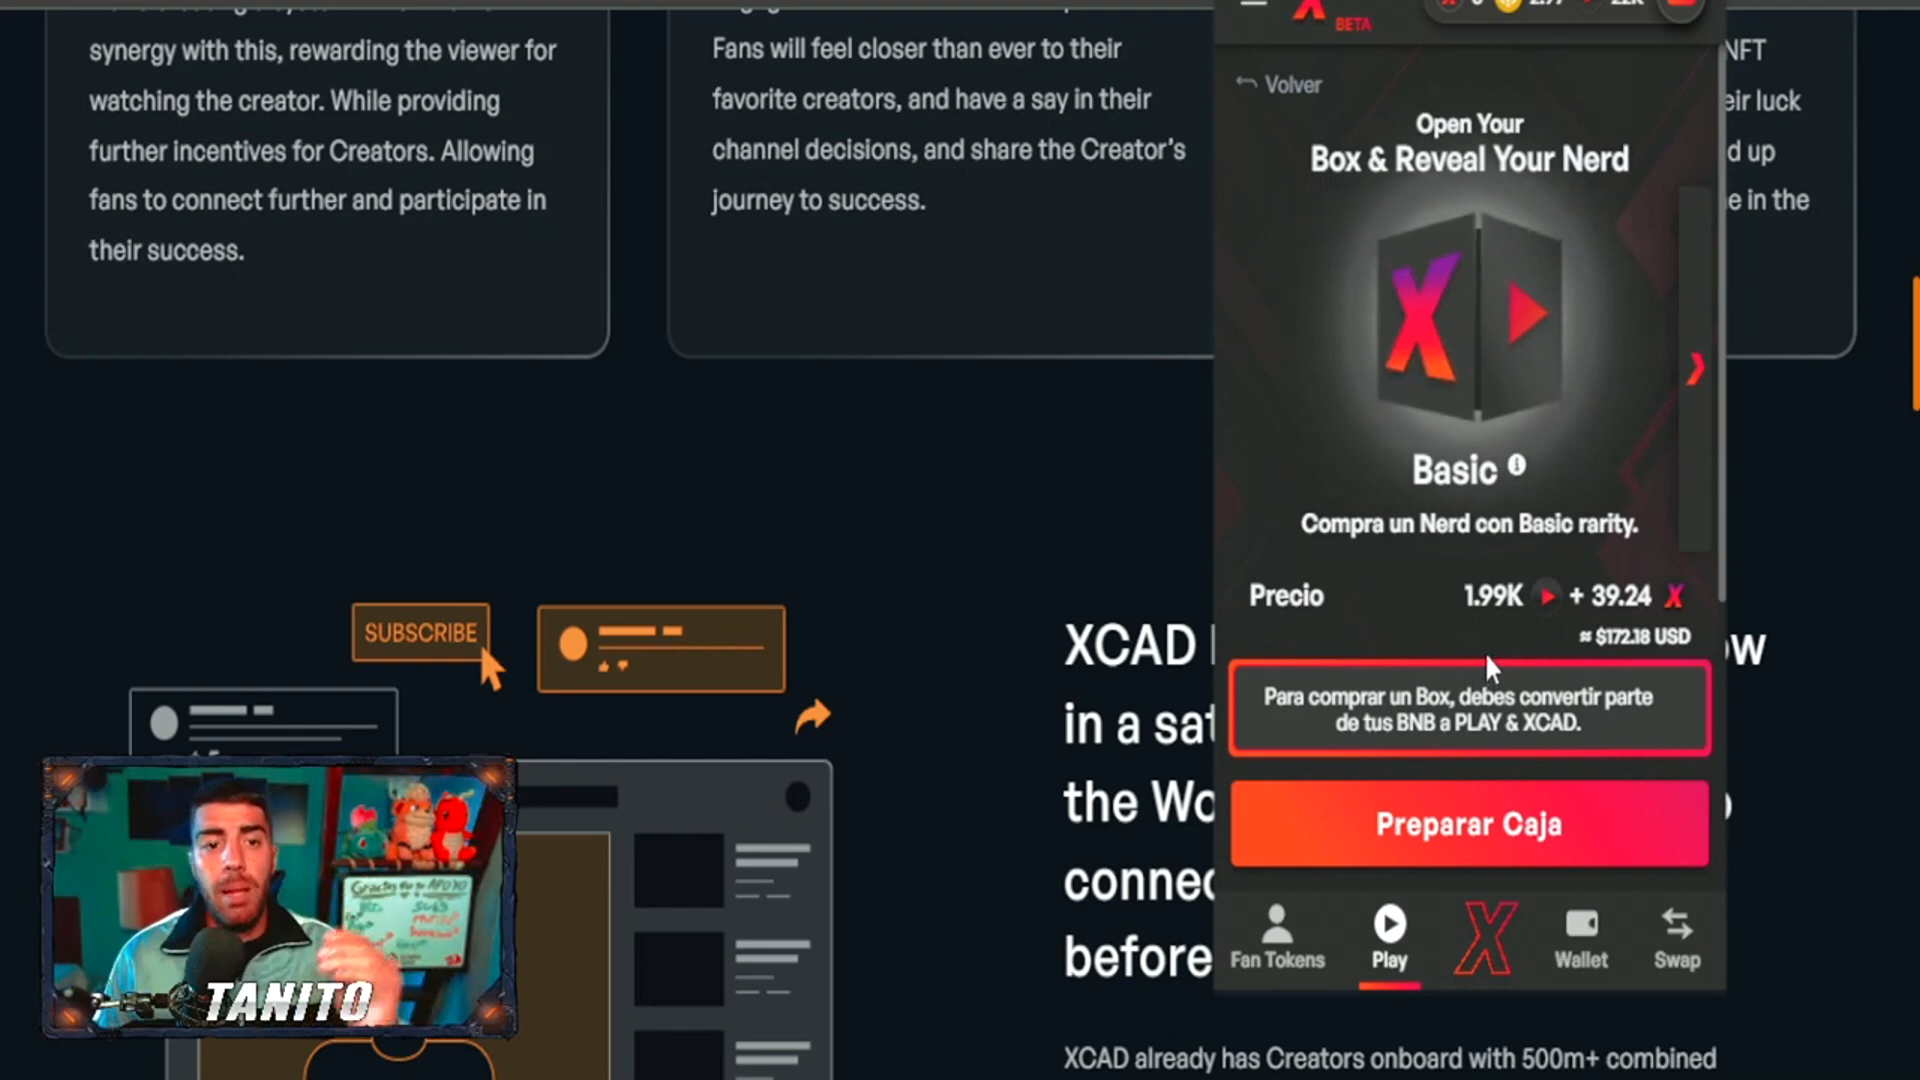 synergy with this, rewarding the viewer for
watching the creator. While providing
further incentives for Creators. Allowing
fans to connect further and participate in
their success.
Fans will feel closer than ever to their
favorite creators, and have a say in their
channel decisions, and share the Creator's
journey to success.
NFT
eir luck
d up
e in the
BETA
Volver
Open Your
Box & Reveal Your Nerd
Basic
Compra un Nerd con Basic rarity.
Precio 1.99K + 39.24 X
≈ $172.18 USD
Para comprar un Box, debes convertir parte
de tus BNB a PLAY & XCAD.
Preparar Caja
Fan Tokens Play Wallet Swap
SUBSCRIBE
XCAD
in a sat
the Wo
connec
before
XCAD already has Creators onboard with 500m+ combined
TANITO